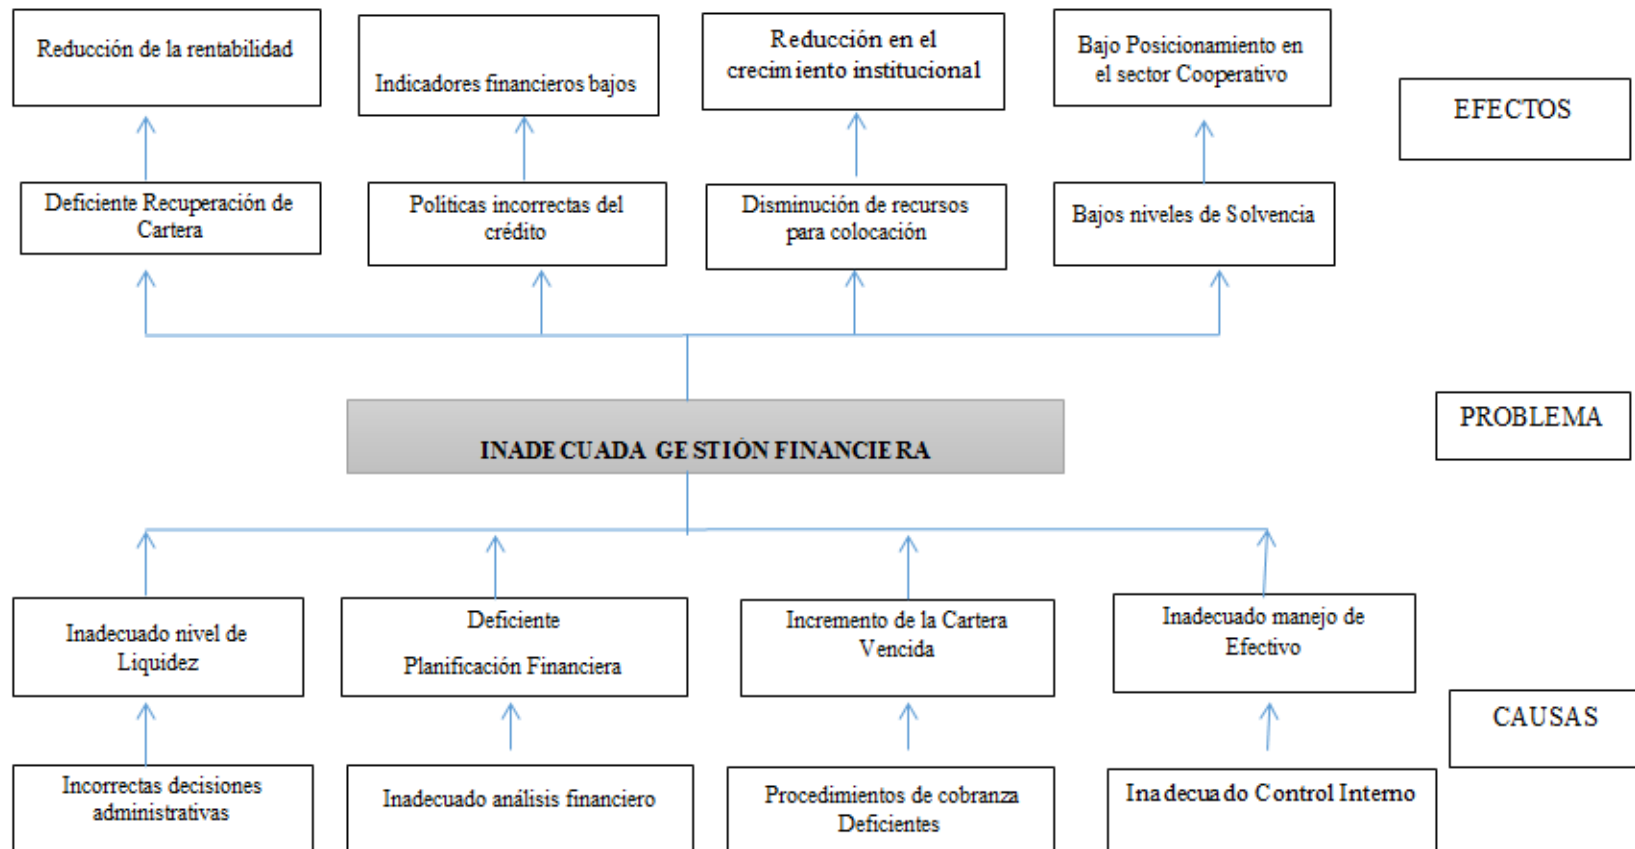 Reducción de la rentabilidad
Indicadores financieros bajos
Reducción en el
crecimiento institucional
Bajo Posicionamiento en
el sector Cooperativo
EFECTOS
Deficiente Recuperación de
Cartera
Políticas incorrectas del
crédito
Disminución de recursos
para colocación
Bajos niveles de Solvencia
INADECUADA GESTIÓN FINANCIERA
PROBLEMA
Inadecuado nivel de
Liquidez
Deficiente
Planificación Financiera
Incremento de la Cartera
Vencida
Inadecuado manejo de
Efectivo
CAUSAS
Incorrectas decisiones
administrativas
Inadecuado análisis financiero
Procedimientos de cobranza
Deficientes
Inadecuado Control Interno